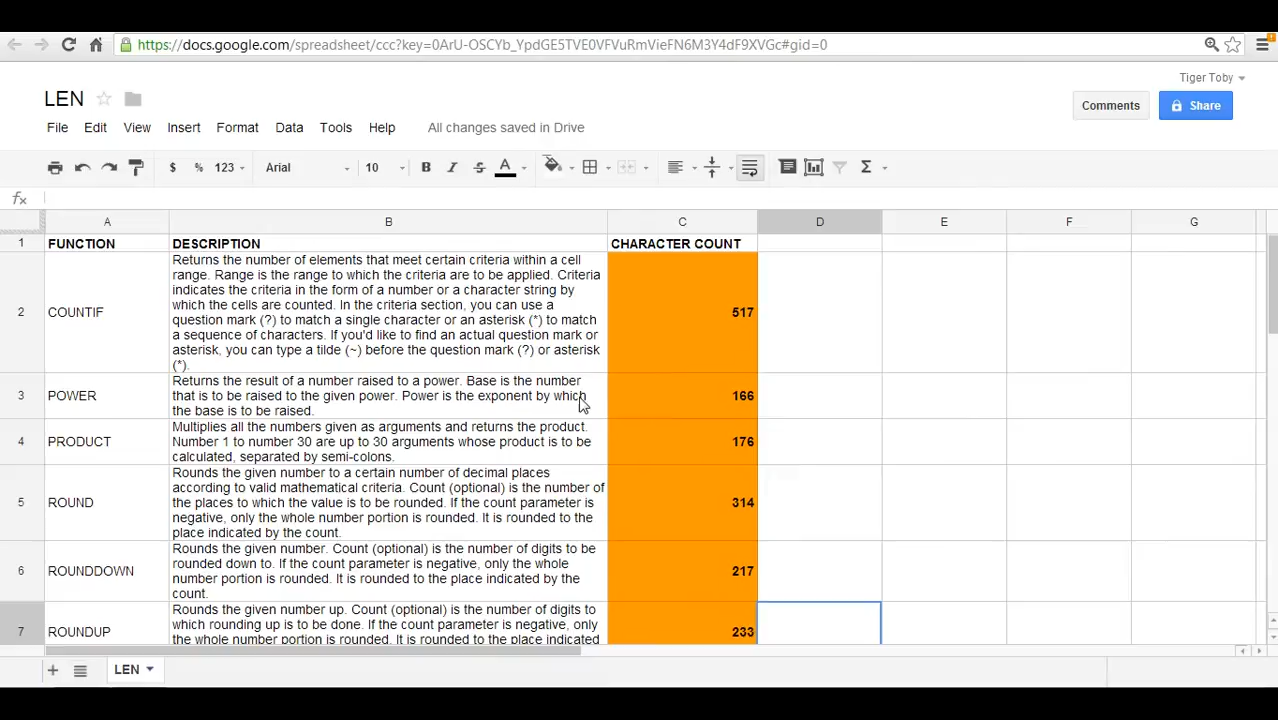 https://docs.google.com/spreadsheet/ccc?key=0ArU-OSCYb_YpdGE5TVE0VFVuRmVieFN6M3Y4dF9XVGc#gid=0
Tiger Toby
LEN
Comments
Share
File Edit View Insert Format Data Tools Help All changes saved in Drive
$ % 123 Arial 10 B I S A Σ
fx
A B C D E F G
1 FUNCTION DESCRIPTION CHARACTER COUNT
Returns the number of elements that meet certain criteria within a cell
range. Range is the range to which the criteria are to be applied. Criteria
indicates the criteria in the form of a number or a character string by
which the cells are counted. In the criteria section, you can use a
2 COUNTIF question mark (?) to match a single character or an asterisk (*) to match 517
a sequence of characters. If you'd like to find an actual question mark or
asterisk, you can type a tilde (~) before the question mark (?) or asterisk
(*).
Returns the result of a number raised to a power. Base is the number
3 POWER that is to be raised to the given power. Power is the exponent by which 166
the base is to be raised.
Multiplies all the numbers given as arguments and returns the product.
4 PRODUCT Number 1 to number 30 are up to 30 arguments whose product is to be 176
calculated, separated by semi-colons.
Rounds the given number to a certain number of decimal places
according to valid mathematical criteria. Count (optional) is the number of
5 ROUND the places to which the value is to be rounded. If the count parameter is 314
negative, only the whole number portion is rounded. It is rounded to the
place indicated by the count.
Rounds the given number. Count (optional) is the number of digits to be
6 ROUNDDOWN rounded down to. If the count parameter is negative, only the whole 217
number portion is rounded. It is rounded to the place indicated by the
count.
Rounds the given number up. Count (optional) is the number of digits to
7 ROUNDUP which rounding up is to be done. If the count parameter is negative, only 233
the whole number portion is rounded. It is rounded to the place indicated
LEN